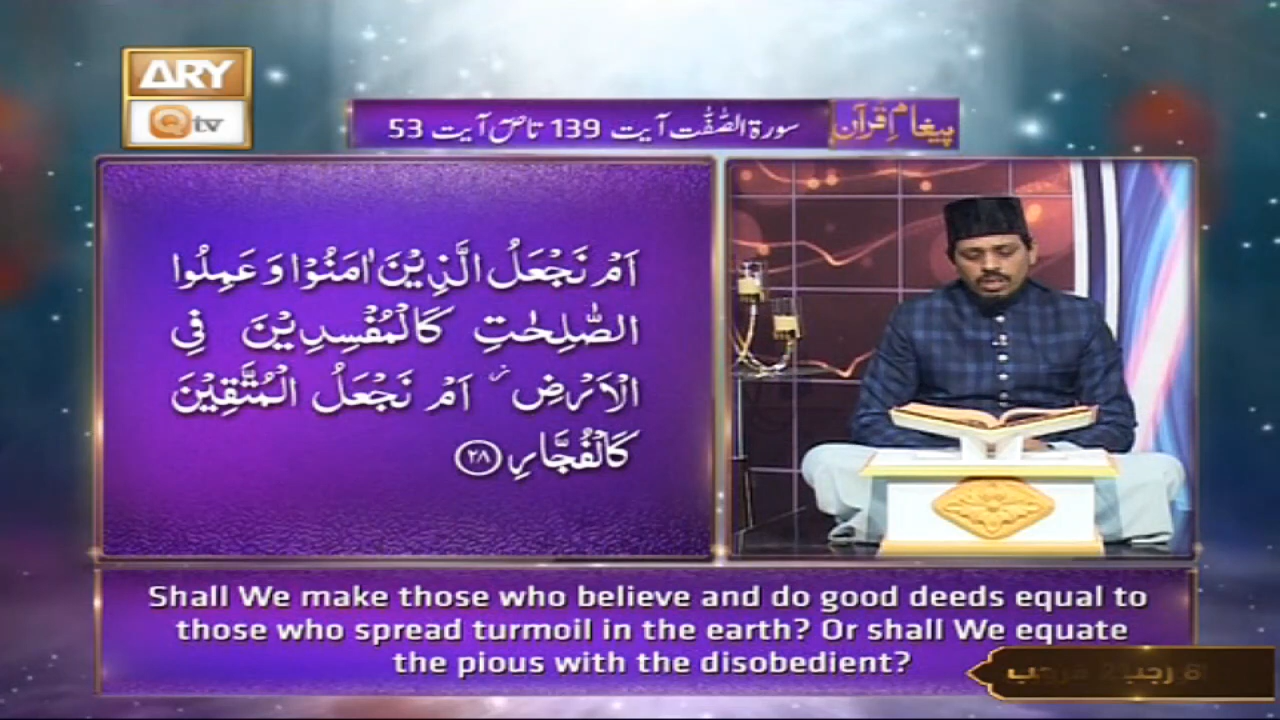 ARY
Qtv
پیغامِ قرآن
سورۃ الصّٰفّٰت آیت 139 تا صٓ آیت 53
اَمْ نَجْعَلُ الَّذِيْنَ اٰمَنُوْا وَ عَمِلُوا
الصّٰلِحٰتِ كَالْمُفْسِدِيْنَ فِي
الْاَرْضِ ز اَمْ نَجْعَلُ الْمُتَّقِيْنَ
كَالْفُجَّارِ ۲۸
Shall We make those who believe and do good deeds equal to
those who spread turmoil in the earth? Or shall We equate
the pious with the disobedient?
رجب